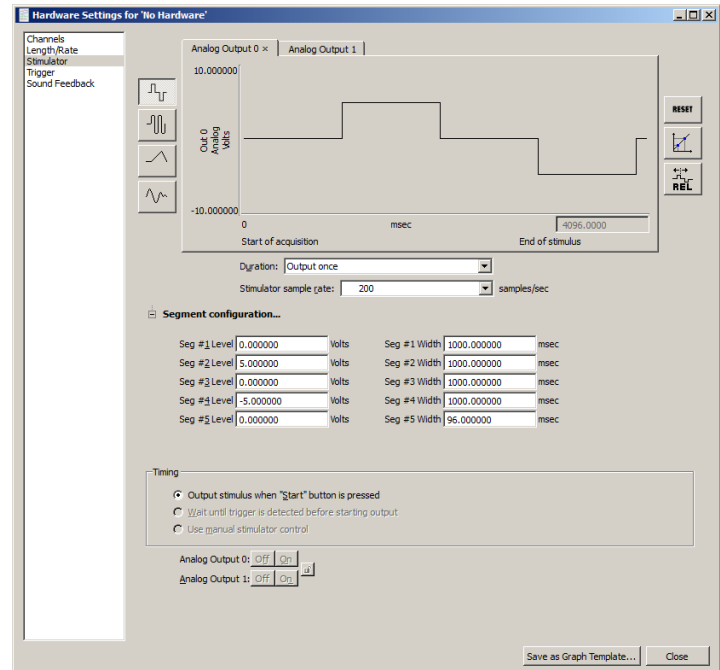 Hardware Settings for 'No Hardware'
Channels
Length/Rate
Stimulator
Trigger
Sound Feedback
Analog Output 0 ×
Analog Output 1
10.000000
Out 0
Analog
Volts
-10.000000
0
msec
4096.0000
Start of acquisition
End of stimulus
RESET
REL
Duration: Output once
Stimulator sample rate: 200 samples/sec
Segment configuration...
Seg #1 Level 0.000000 Volts Seg #1 Width 1000.000000 msec
Seg #2 Level 5.000000 Volts Seg #2 Width 1000.000000 msec
Seg #3 Level 0.000000 Volts Seg #3 Width 1000.000000 msec
Seg #4 Level -5.000000 Volts Seg #4 Width 1000.000000 msec
Seg #5 Level 0.000000 Volts Seg #5 Width 96.000000 msec
Timing
Output stimulus when "Start" button is pressed
Wait until trigger is detected before starting output
Use manual stimulator control
Analog Output 0: Off On
Analog Output 1: Off On
Save as Graph Template...
Close